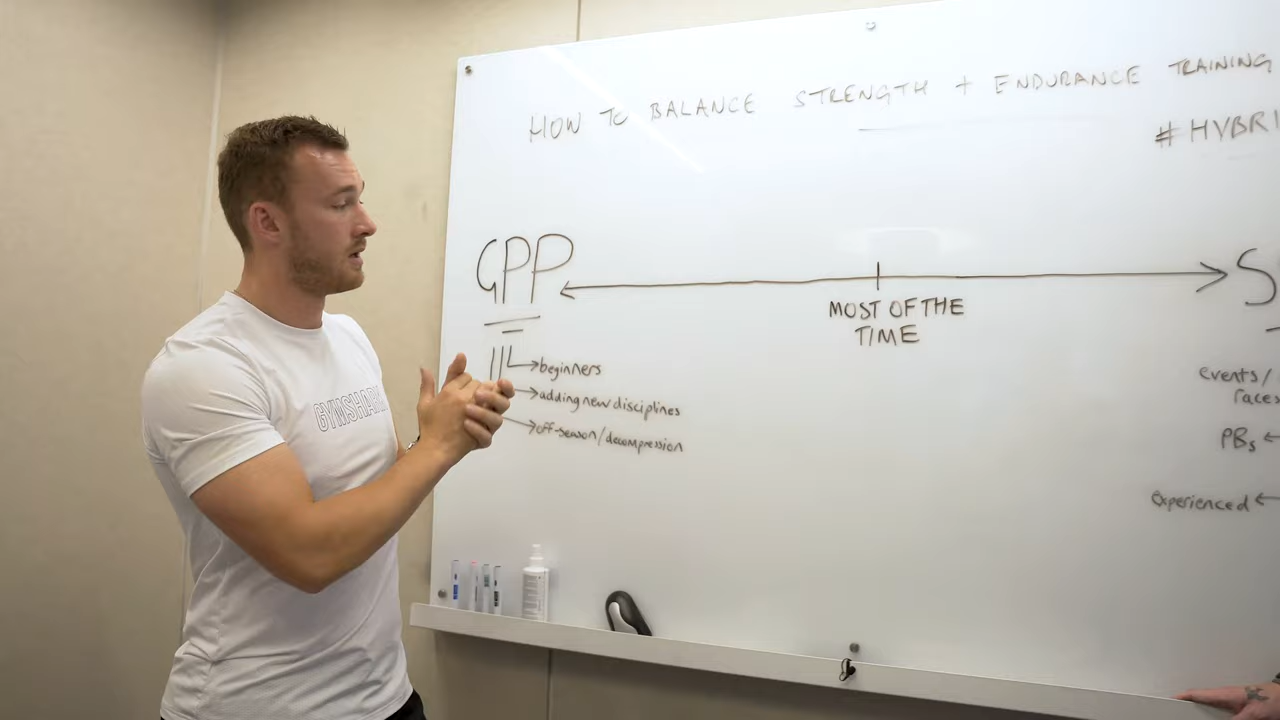 HOW TO BALANCE STRENGTH + ENDURANCE TRAINING
#HYBRI
GPP
S
MOST OF THE
TIME
beginners
adding new disciplines
off-season/decompression
events/
races
PBs
Experienced
GYMSHARK